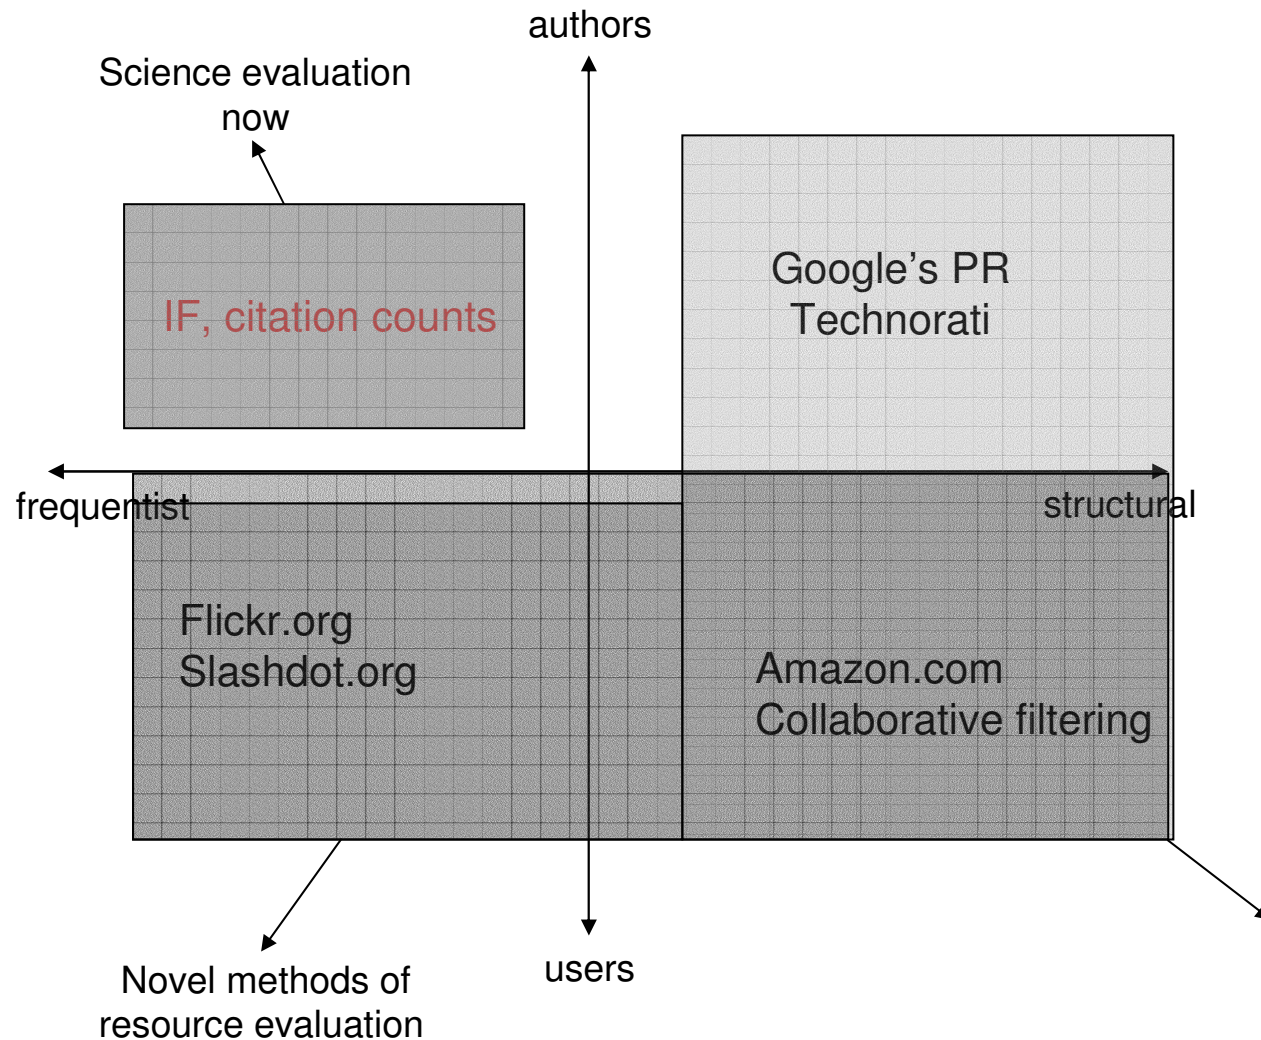 authors
Science evaluation
now
Google’s PR
Technorati
IF, citation counts
frequentist
structural
Flickr.org
Slashdot.org
Amazon.com
Collaborative filtering
users
Novel methods of
resource evaluation